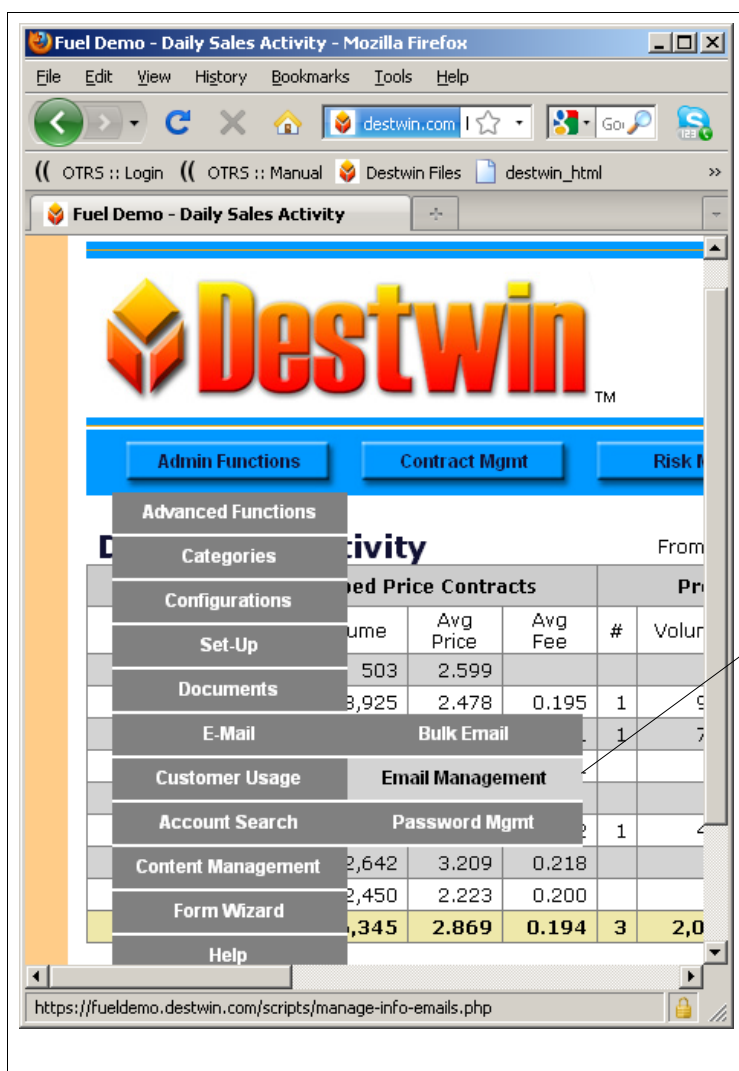 Fuel Demo - Daily Sales Activity - Mozilla Firefox
File Edit View History Bookmarks Tools Help
destwin.com
OTRS :: Login OTRS :: Manual Destwin Files destwin_html »
Fuel Demo - Daily Sales Activity
Destwin TM
Admin Functions Contract Mgmt Risk
Advanced Functions
From
Categories
Price Contracts
Configurations
Avg Price Avg Fee #
Set-Up
503 2.599
Documents
2.478 0.195 1
E-Mail Bulk Email 1
Customer Usage Email Management
Account Search Password Mgmt 1
Content Management 3.209 0.218
Form Wizard 2.223 0.200
2.869 0.194 3
Help
https://fueldemo.destwin.com/scripts/manage-info-emails.php